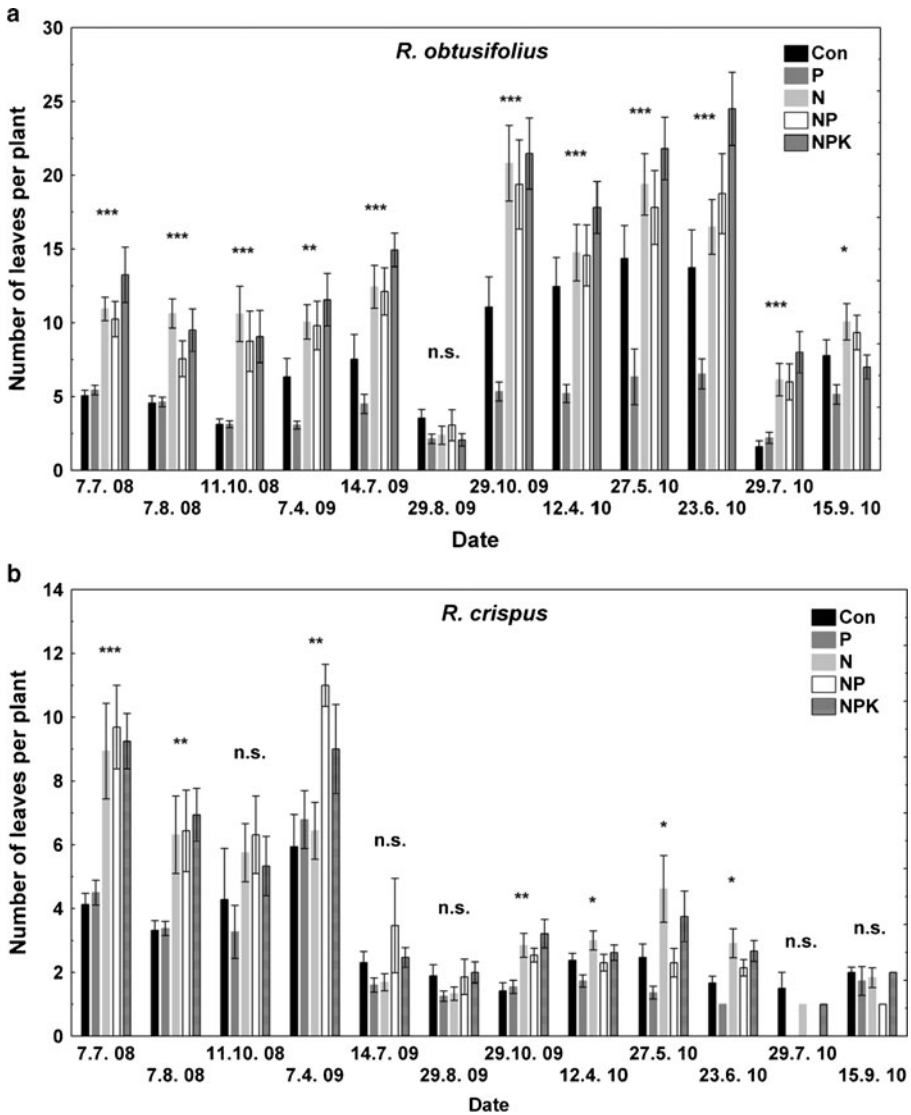 a
R. obtusifolius
Con
P
N
NP
NPK
Number of leaves per plant
30
25
20
15
10
5
0
***
***
***
**
***
n.s.
***
***
***
***
***
*
7.7. 08
7.8. 08
11.10. 08
7.4. 09
14.7. 09
29.8. 09
29.10. 09
12.4. 10
27.5. 10
23.6. 10
29.7. 10
15.9. 10
Date
b
R. crispus
Con
P
N
NP
NPK
Number of leaves per plant
14
12
10
8
6
4
2
0
***
**
n.s.
**
n.s.
n.s.
**
*
*
*
n.s.
n.s.
7.7. 08
7.8. 08
11.10. 08
7.4. 09
14.7. 09
29.8. 09
29.10. 09
12.4. 10
27.5. 10
23.6. 10
29.7. 10
15.9. 10
Date